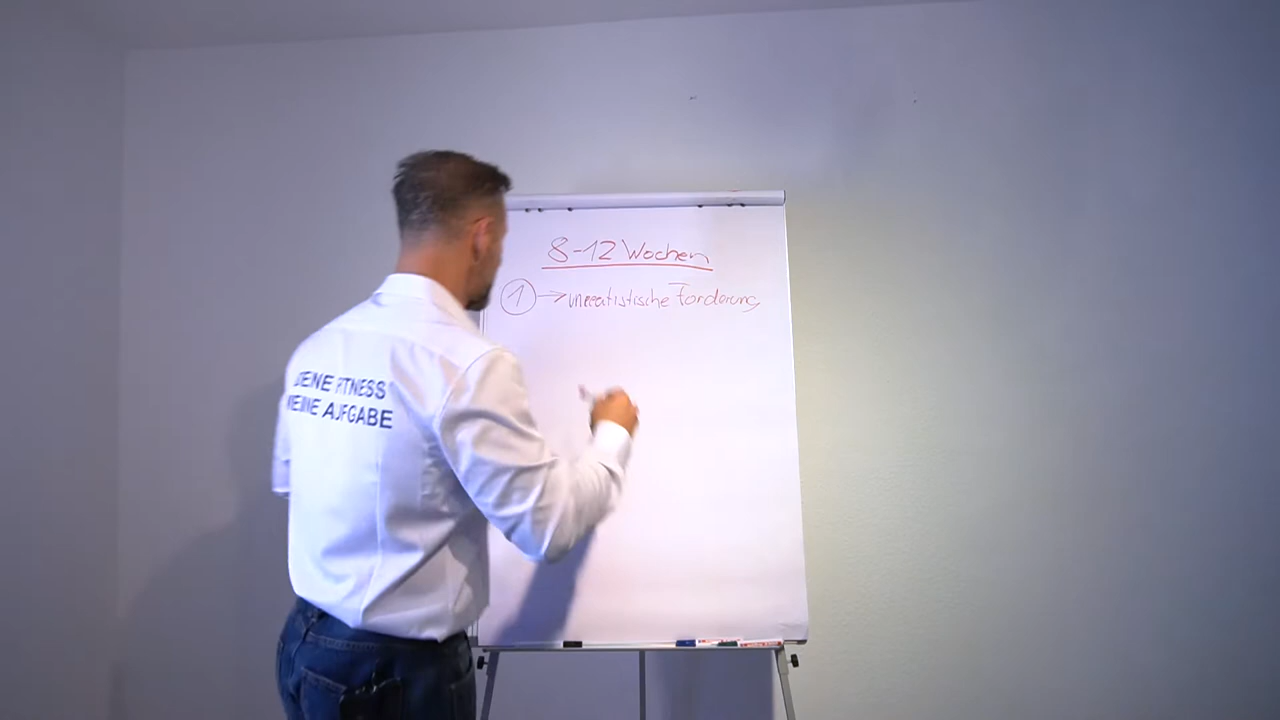 8-12 Wochen
1 → unrealistische Forderung
DEINE FITNESS
MEINE AUFGABE